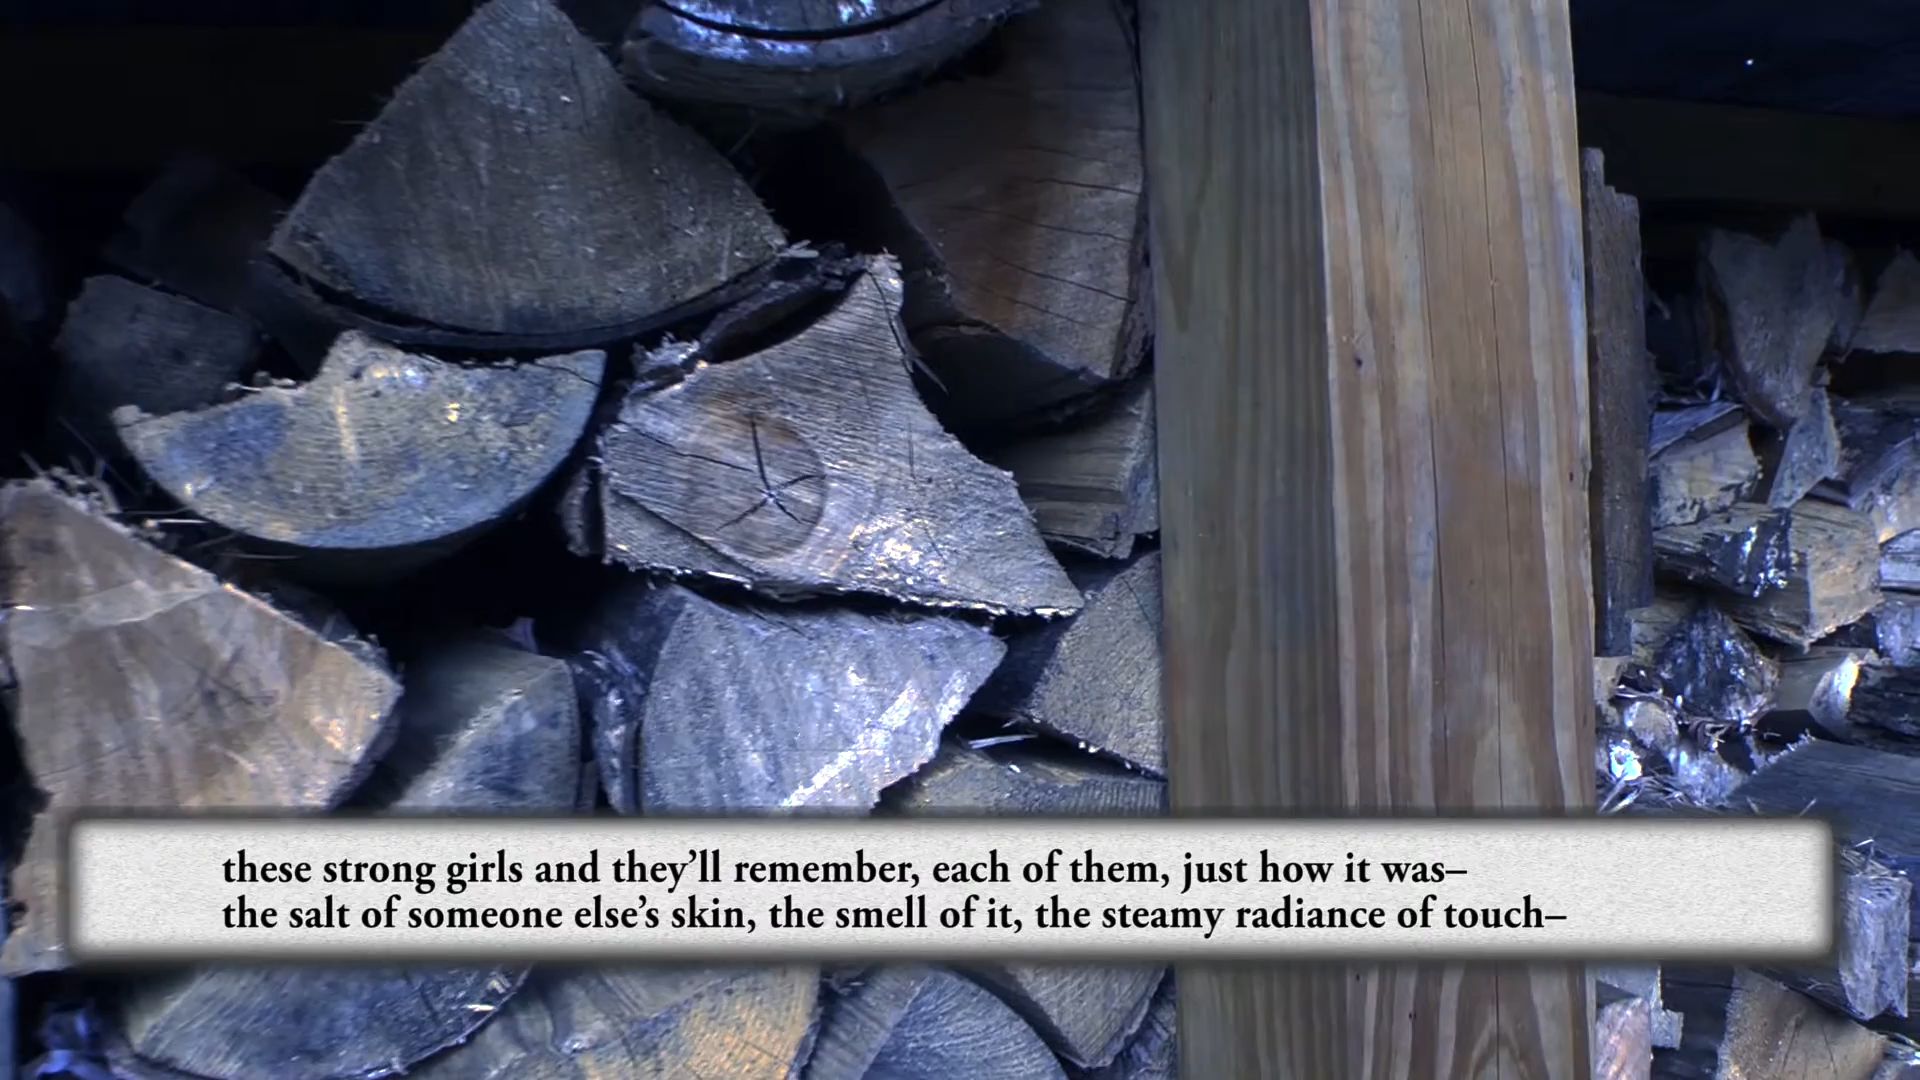 these strong girls and they’ll remember, each of them, just how it was–
the salt of someone else’s skin, the smell of it, the steamy radiance of touch–